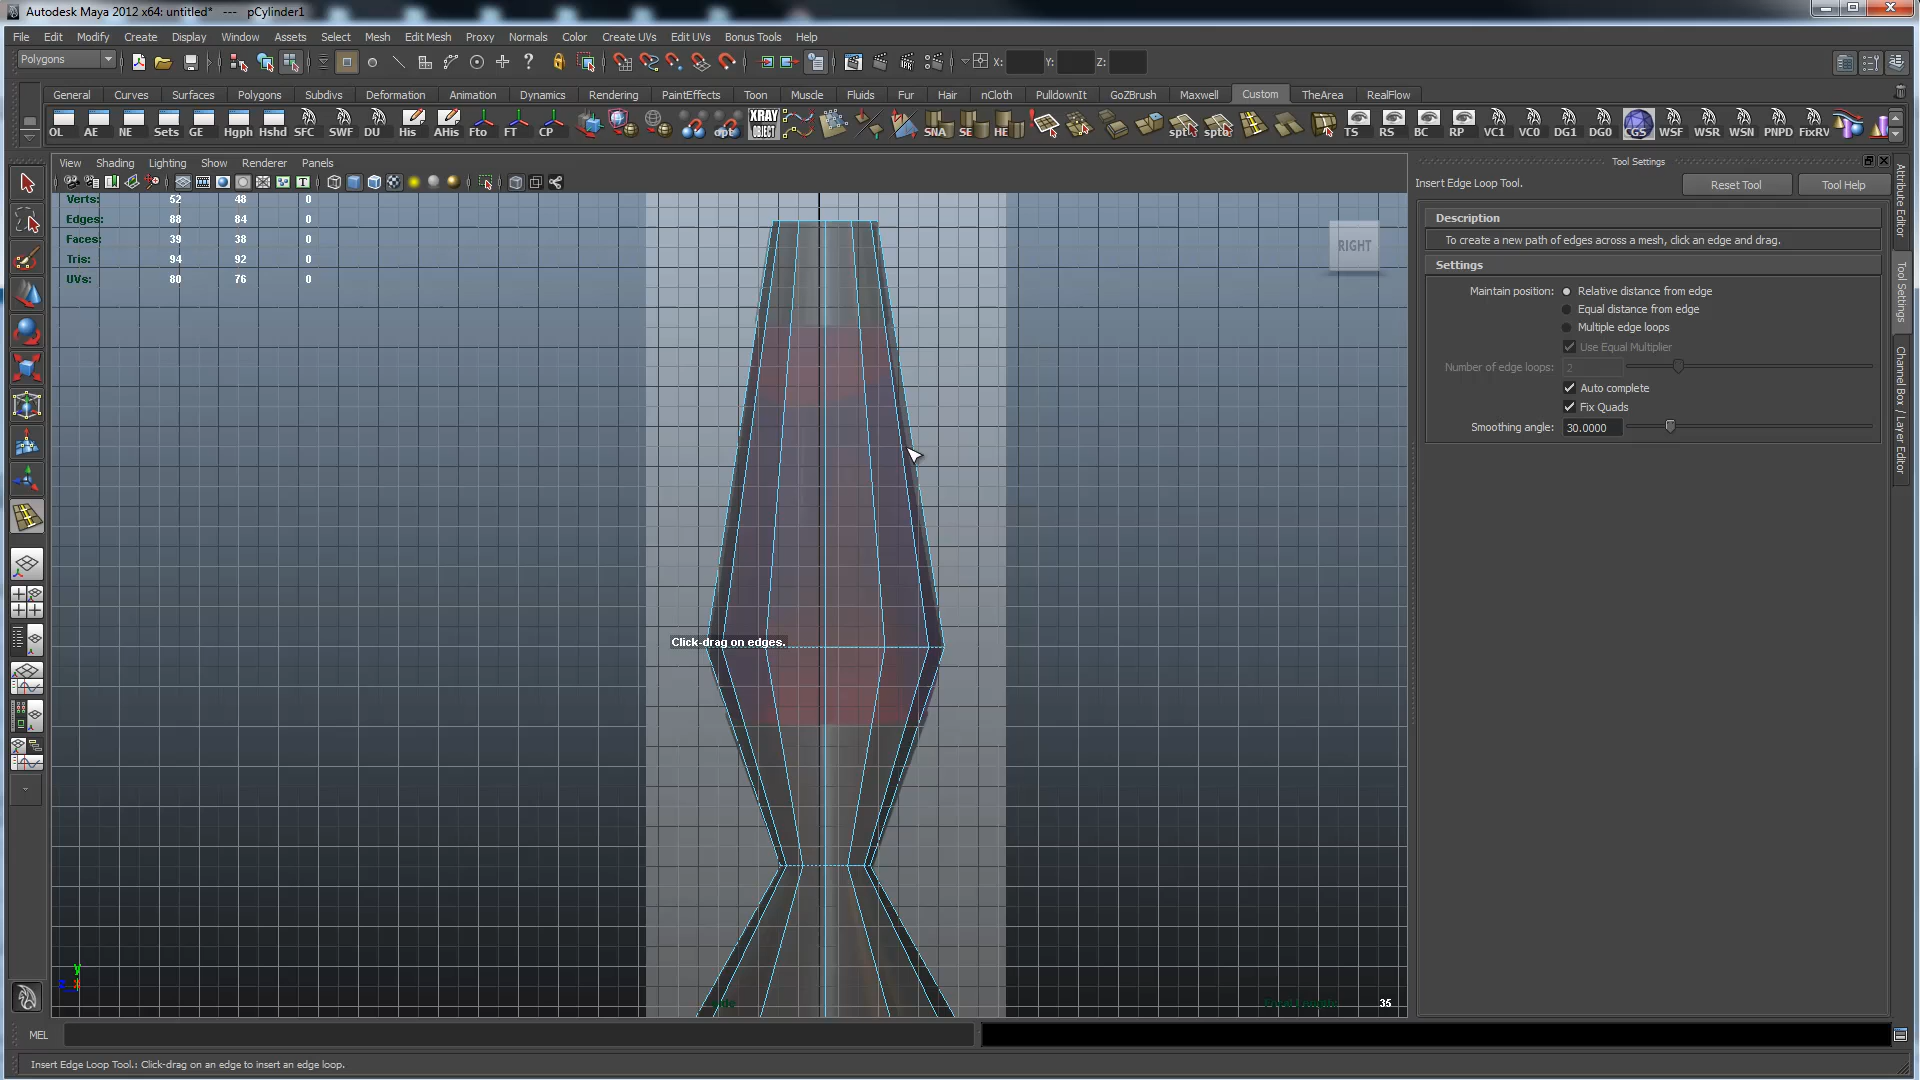 Autodesk Maya 2012 x64: untitled* --- pCylinder1
File Edit Modify Create Display Window Assets Select Mesh Edit Mesh Proxy Normals Color Create UVs Edit UVs Bonus Tools Help
Polygons X: Y: Z:
General Curves Surfaces Polygons Subdivs Deformation Animation Dynamics Rendering PaintEffects Toon Muscle Fluids Fur Hair nCloth PulldownIt GoZBrush Maxwell Custom TheArea RealFlow
OL AE NE Sets GE Hgph Hshd SFC SWF DU His AHis Fto FT CP opt XRAY OBJECT SNA SE HE spt spto TS RS BC RP VC1 VC0 DG1 DG0 CGS WSF WSR WSN PNPD FixRV
View Shading Lighting Show Renderer Panels
Verts: 52 48 0
Edges: 88 84 0
Faces: 39 38 0
Tris: 94 92 0
UVs: 80 76 0
RIGHT
Click-drag on edges.
35
y
Tool Settings
Insert Edge Loop Tool.
Reset Tool
Tool Help
Description
To create a new path of edges across a mesh, click an edge and drag.
Settings
Maintain position: Relative distance from edge
Equal distance from edge
Multiple edge loops
Use Equal Multiplier
Number of edge loops: 2
Auto complete
Fix Quads
Smoothing angle: 30.0000
Attribute Editor
Tool Settings
Channel Box / Layer Editor
MEL
Insert Edge Loop Tool.: Click-drag on an edge to insert an edge loop.